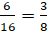 6/16 = 3/8